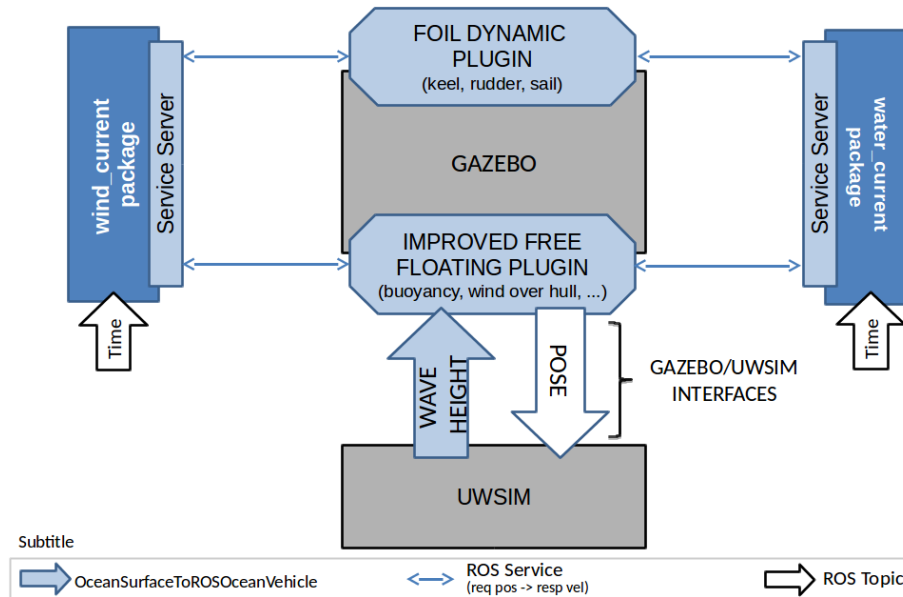 FOIL DYNAMIC
PLUGIN
(keel, rudder, sail)
wind_current
package
Service Server
GAZEBO
Service Server
water_current
package
IMPROVED FREE
FLOATING PLUGIN
(buoyancy, wind over hull, ...)
Time
WAVE
HEIGHT
POSE
GAZEBO/UWSIM
INTERFACES
Time
UWSIM
Subtitle
OceanSurfaceToROSOceanVehicle
ROS Service
(req pos -> resp vel)
ROS Topic